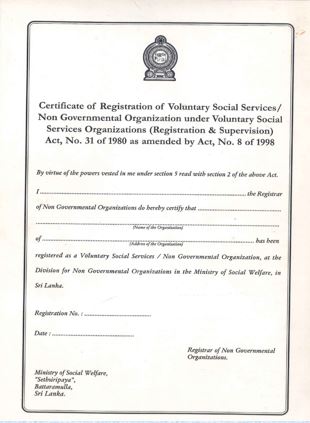 Certificate of Registration of Voluntary Social Services/
Non Governmental Organization under Voluntary Social
Services Organizations (Registration & Supervision)
Act, No. 31 of 1980 as amended by Act, No. 8 of 1998
By virtue of the powers vested in me under section 5 read with section 2 of the above Act.
I ........................................ the Registrar
of Non Governmental Organizations do hereby certify that ....................
........................................
(Name of the Organization)
of ........................................ has been
(Address of the Organization)
registered as a Voluntary Social Services / Non Governmental Organization, at the
Division for Non Governmental Organizations in the Ministry of Social Welfare, in
Sri Lanka.
Registration No. : ....................
Date : ....................
Registrar of Non Governmental
Organizations.
Ministry of Social Welfare,
"Sethsiripaya",
Battaramulla,
Sri Lanka.